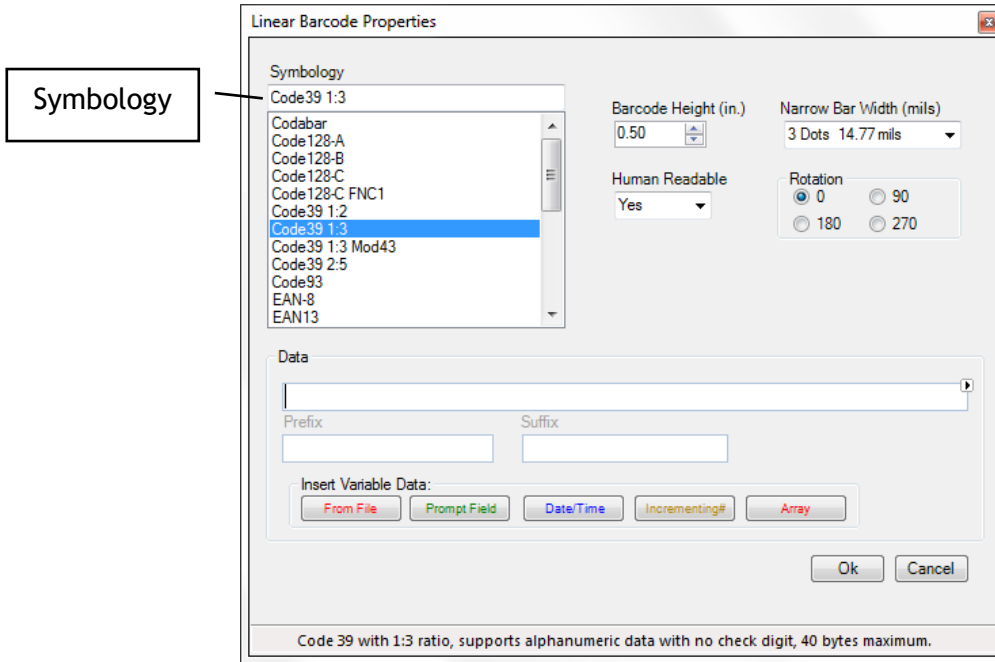 Linear Barcode Properties
Symbology
Symbology
Code39 1:3
Codabar
Code128-A
Code128-B
Code128-C
Code128-C FNC1
Code39 1:2
Code39 1:3
Code39 1:3 Mod43
Code39 2:5
Code93
EAN-8
EAN13
Barcode Height (in.)
0.50
Narrow Bar Width (mils)
3 Dots 14.77 mils
Human Readable
Yes
Rotation
0 90
180 270
Data
Prefix Suffix
Insert Variable Data:
From File Prompt Field Date/Time Incrementing# Array
Ok Cancel
Code 39 with 1:3 ratio, supports alphanumeric data with no check digit, 40 bytes maximum.